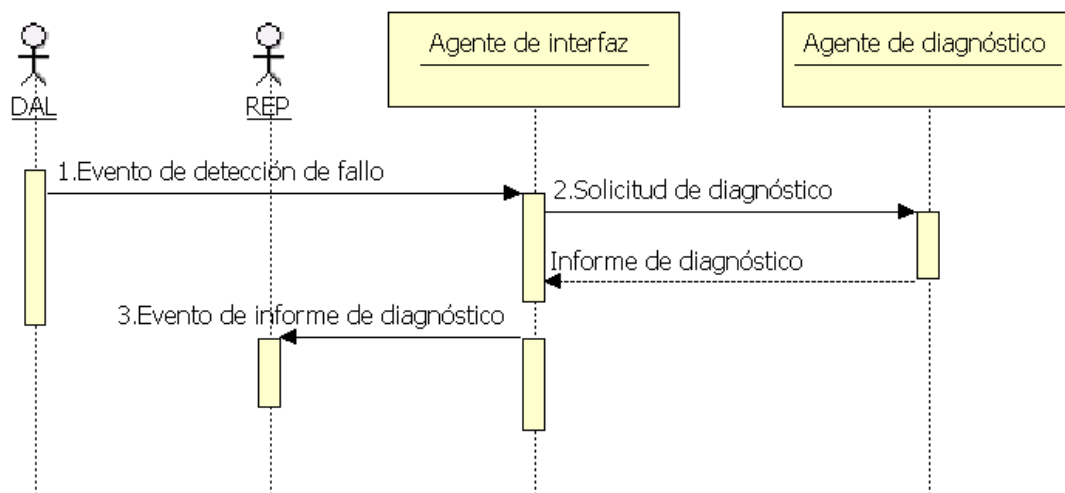 Agente de interfaz
Agente de diagnóstico
DAL
REP
1.Evento de detección de fallo
2.Solicitud de diagnóstico
Informe de diagnóstico
3.Evento de informe de diagnóstico